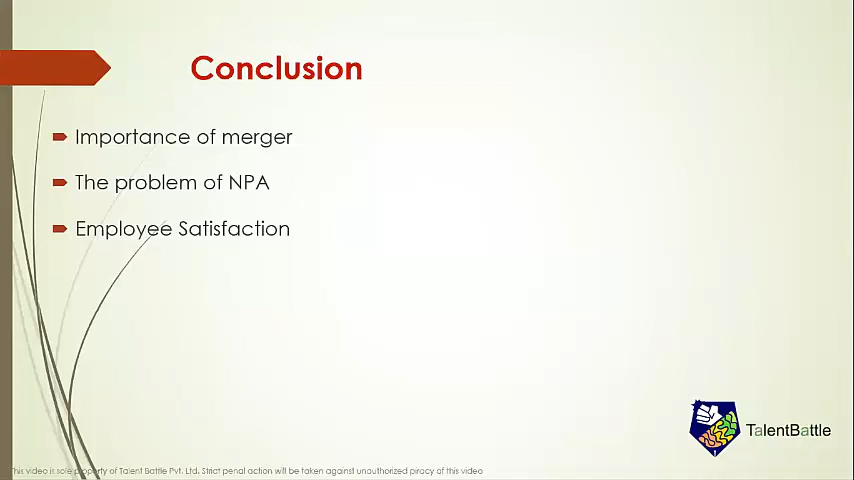 Conclusion
Importance of merger
The problem of NPA
Employee Satisfaction
TalentBattle
This video is sole property of Talent Battle Pvt. Ltd. Strict penal action will be taken against unauthorized piracy of this video